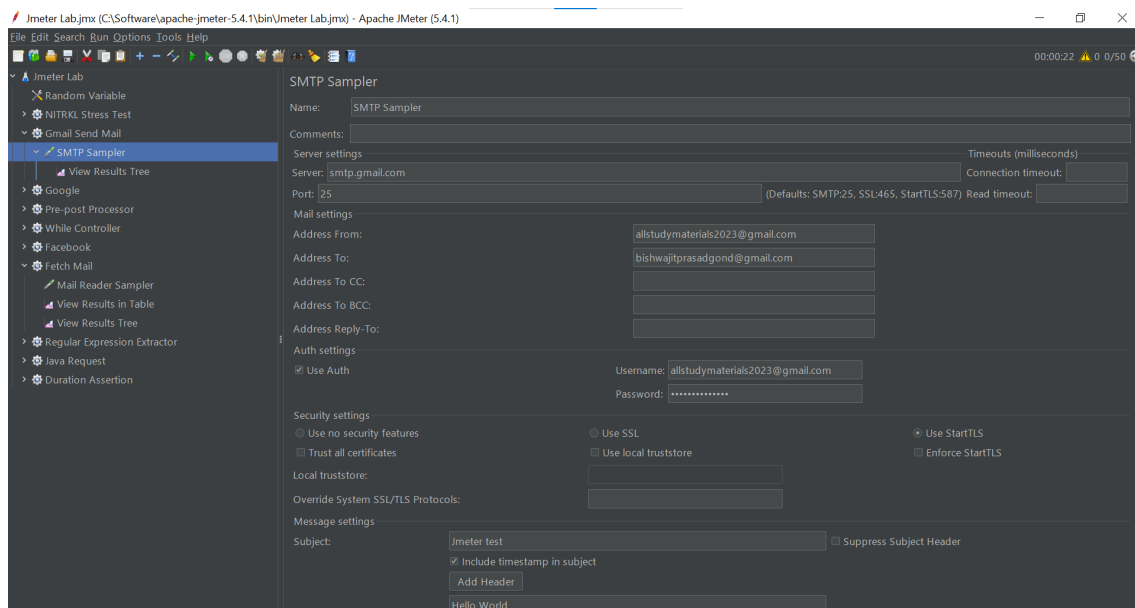 Jmeter Lab.jmx (C:\Software\apache-jmeter-5.4.1\bin\Jmeter Lab.jmx) - Apache JMeter (5.4.1)
File Edit Search Run Options Tools Help
00:00:22 0 0/50
Jmeter Lab
Random Variable
NITRKL Stress Test
Gmail Send Mail
SMTP Sampler
View Results Tree
Google
Pre-post Processor
While Controller
Facebook
Fetch Mail
Mail Reader Sampler
View Results in Table
View Results Tree
Regular Expression Extractor
Java Request
Duration Assertion
SMTP Sampler
Name: SMTP Sampler
Comments:
Server settings
Timeouts (milliseconds)
Server: smtp.gmail.com
Connection timeout:
Port: 25 (Defaults: SMTP:25, SSL:465, StartTLS:587)
Read timeout:
Mail settings
Address From: allstudymaterials2023@gmail.com
Address To: bishwajitprasadgond@gmail.com
Address To CC:
Address To BCC:
Address Reply-To:
Auth settings
Use Auth
Username: allstudymaterials2023@gmail.com
Password: ••••••••••••••
Security settings
Use no security features Use SSL Use StartTLS
Trust all certificates Use local truststore Enforce StartTLS
Local truststore:
Override System SSL/TLS Protocols:
Message settings
Subject: Jmeter test Suppress Subject Header
Include timestamp in subject
Add Header
Hello World